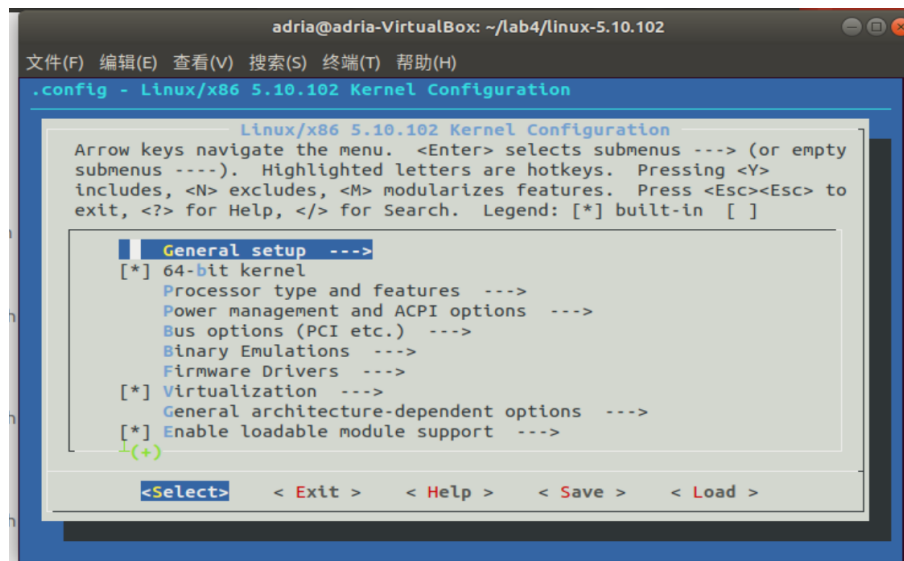 adria@adria-VirtualBox: ~/lab4/linux-5.10.102
文件(F) 编辑(E) 查看(V) 搜索(S) 终端(T) 帮助(H)
.config - Linux/x86 5.10.102 Kernel Configuration
Linux/x86 5.10.102 Kernel Configuration
Arrow keys navigate the menu. <Enter> selects submenus ---> (or empty
submenus ----). Highlighted letters are hotkeys. Pressing <Y>
includes, <N> excludes, <M> modularizes features. Press <Esc><Esc> to
exit, <?> for Help, </> for Search. Legend: [*] built-in [ ]
General setup --->
[*] 64-bit kernel
Processor type and features --->
Power management and ACPI options --->
Bus options (PCI etc.) --->
Binary Emulations --->
Firmware Drivers --->
[*] Virtualization --->
General architecture-dependent options --->
[*] Enable loadable module support --->
┴(+)
<Select> < Exit > < Help > < Save > < Load >